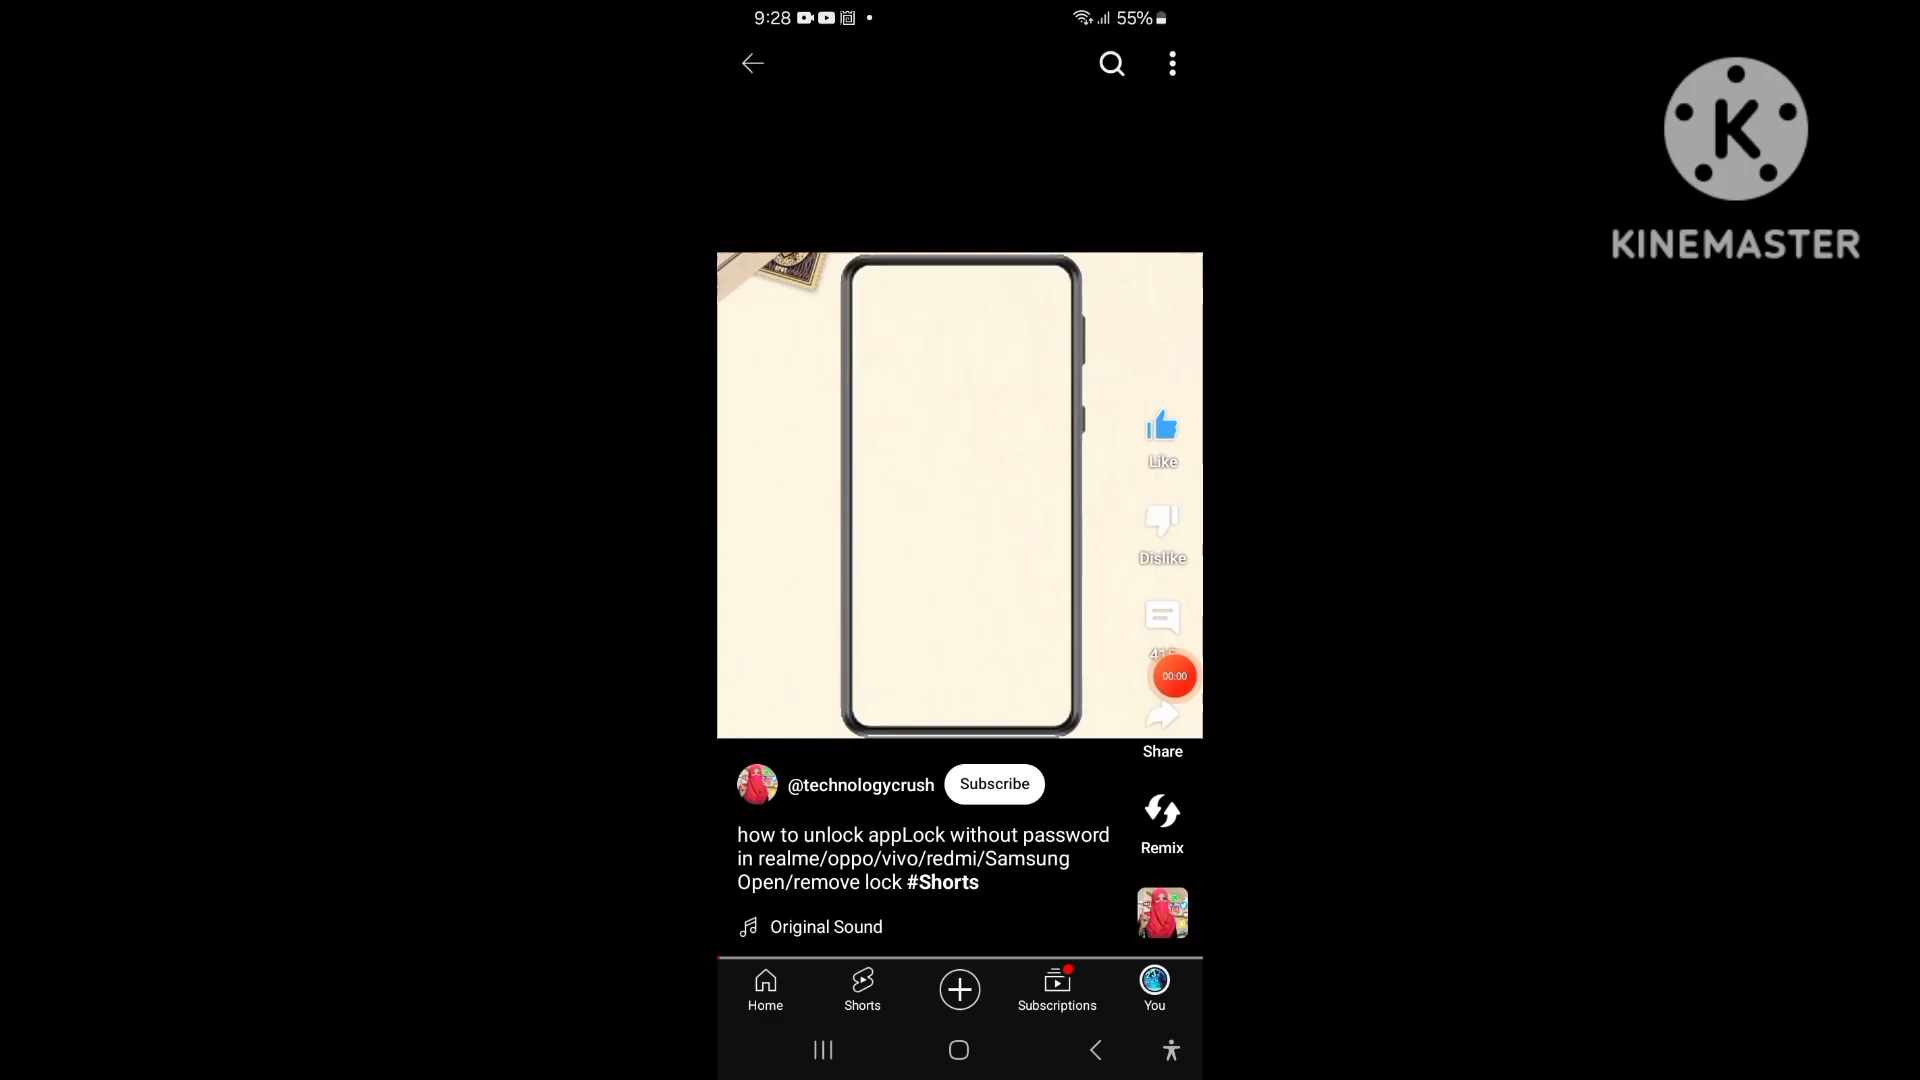 9:28
55%
K
KINEMASTER
Like
Dislike
00:00
Share
@technologycrush
Subscribe
how to unlock appLock without password
in realme/oppo/vivo/redmi/Samsung
Open/remove lock #Shorts
Remix
Original Sound
Home
Shorts
Subscriptions
You